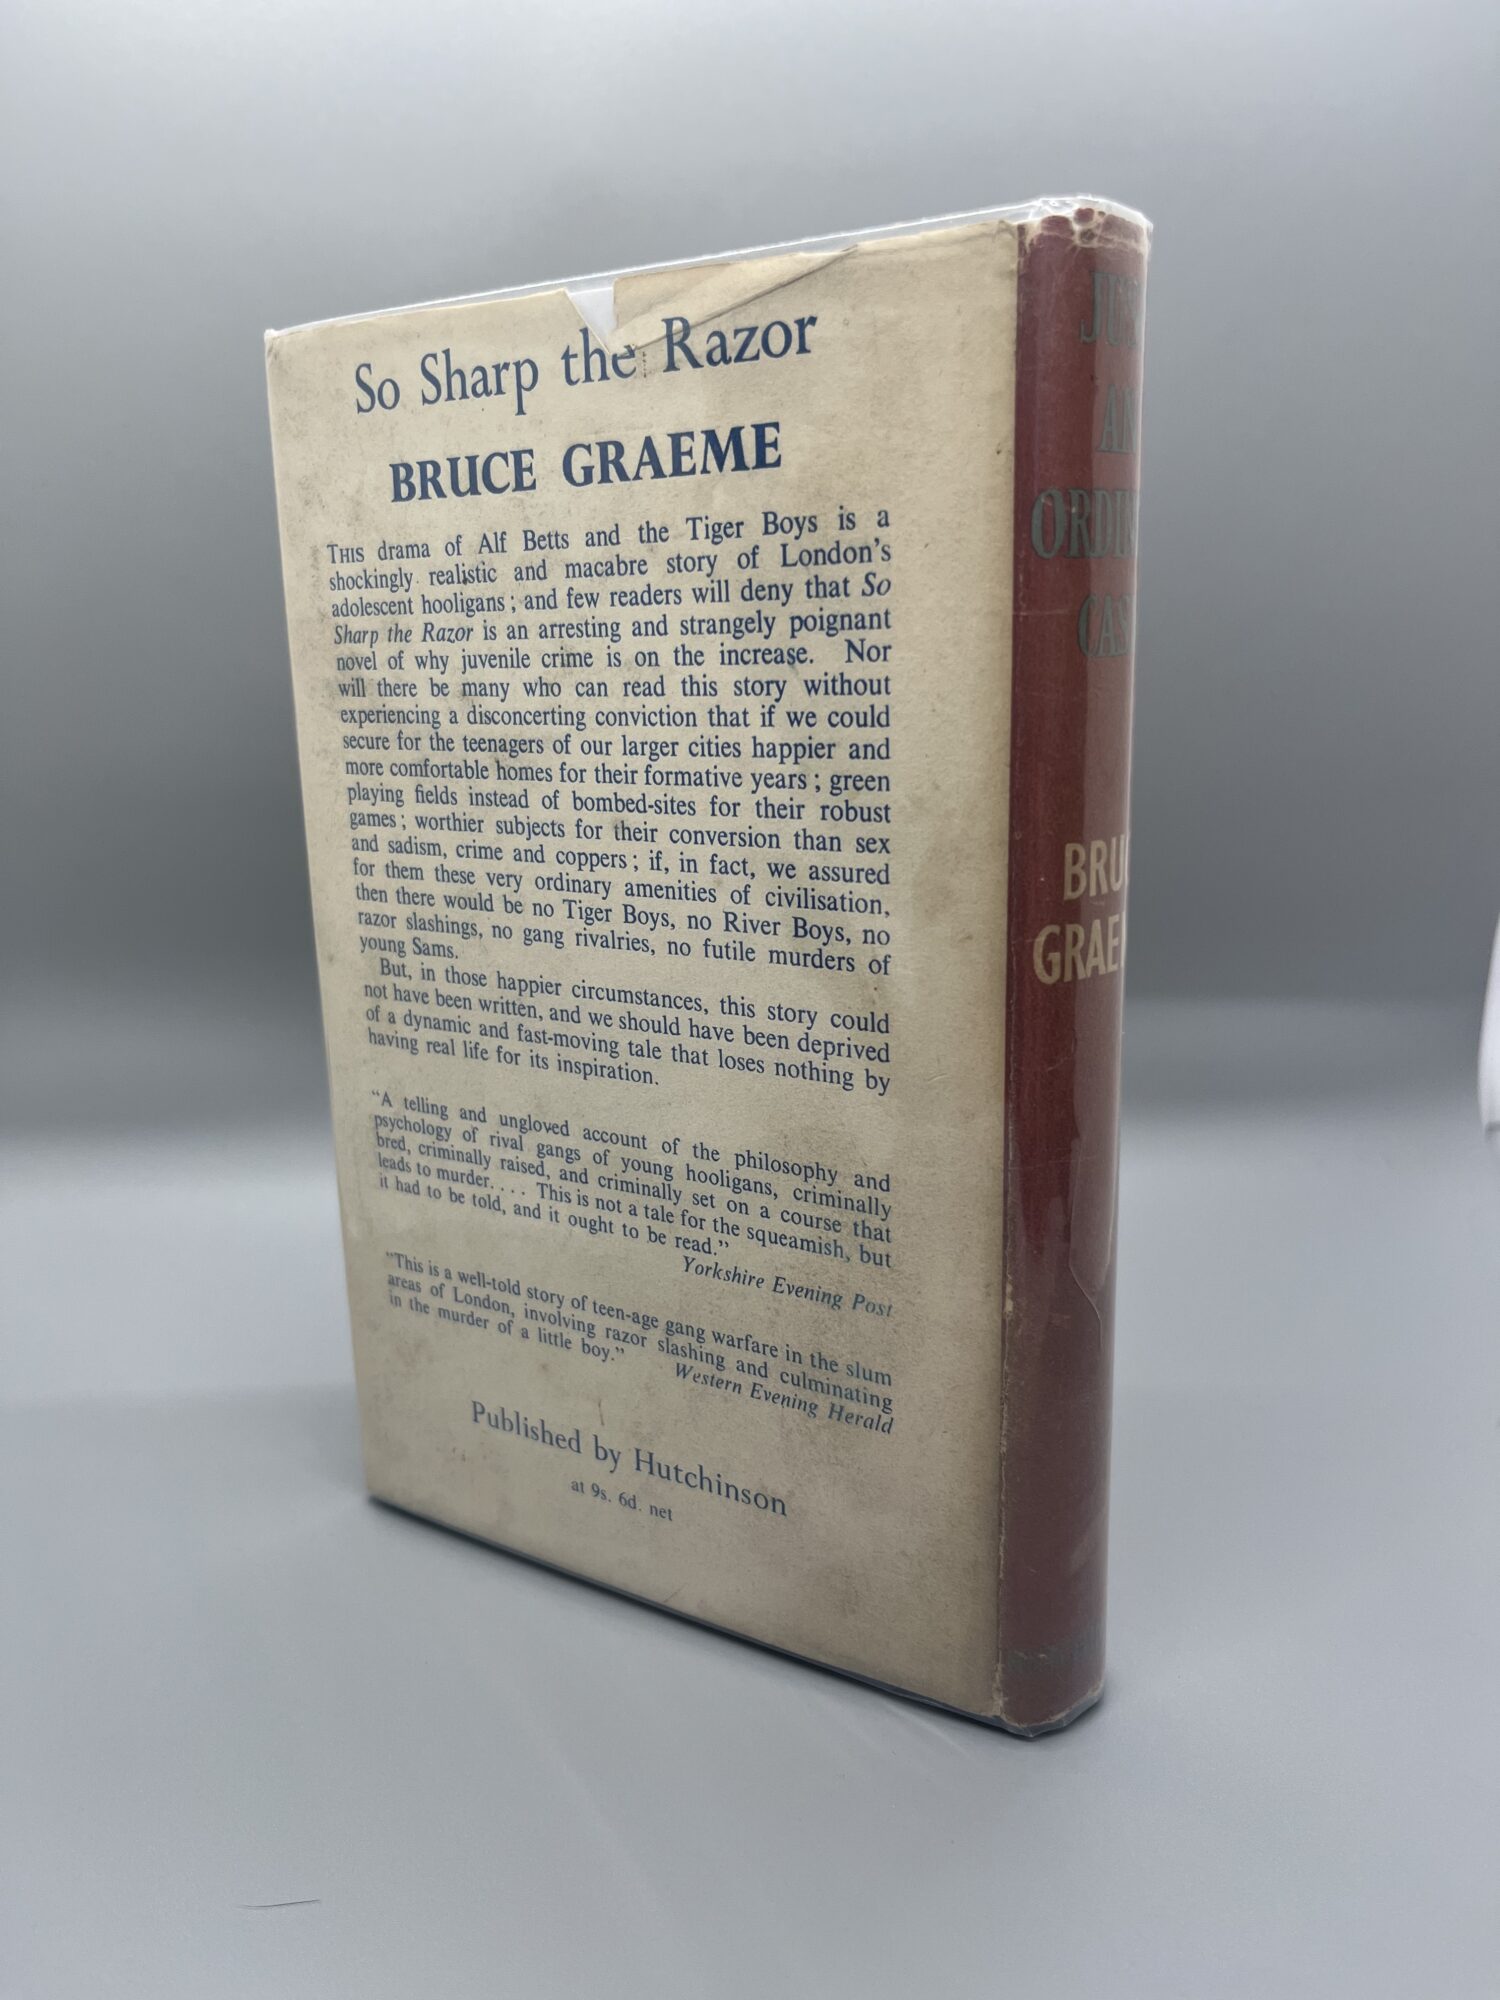 So Sharp the Razor
BRUCE GRAEME
THIS drama of Alf Betts and the Tiger Boys is a
shockingly realistic and macabre story of London's
adolescent hooligans; and few readers will deny that So
Sharp the Razor is an arresting and strangely poignant
novel of why juvenile crime is on the increase. Nor
will there be many who can read this story without
experiencing a disconcerting conviction that if we could
secure for the teenagers of our larger cities happier and
more comfortable homes for their formative years; green
playing fields instead of bombed-sites for their robust
games; worthier subjects for their conversion than sex
and sadism, crime and coppers; if, in fact, we assured
for them these very ordinary amenities of civilisation,
then there would be no Tiger Boys, no River Boys, no
razor slashings, no gang rivalries, no futile murders of
young Sams.
But, in those happier circumstances, this story could
not have been written, and we should have been deprived
of a dynamic and fast-moving tale that loses nothing by
having real life for its inspiration.
"A telling and ungloved account of the philosophy and
psychology of rival gangs of young hooligans, criminally
bred, criminally raised, and criminally set on a course that
leads to murder.... This is not a tale for the squeamish, but
it had to be told, and it ought to be read."
Yorkshire Evening Post
"This is a well-told story of teen-age gang warfare in the slum
areas of London, involving razor slashing and culminating
in the murder of a little boy."
Western Evening Herald
Published by Hutchinson
at 9s. 6d. net
JUS
AN
ORDIN
CAS
BRUC
GRAE